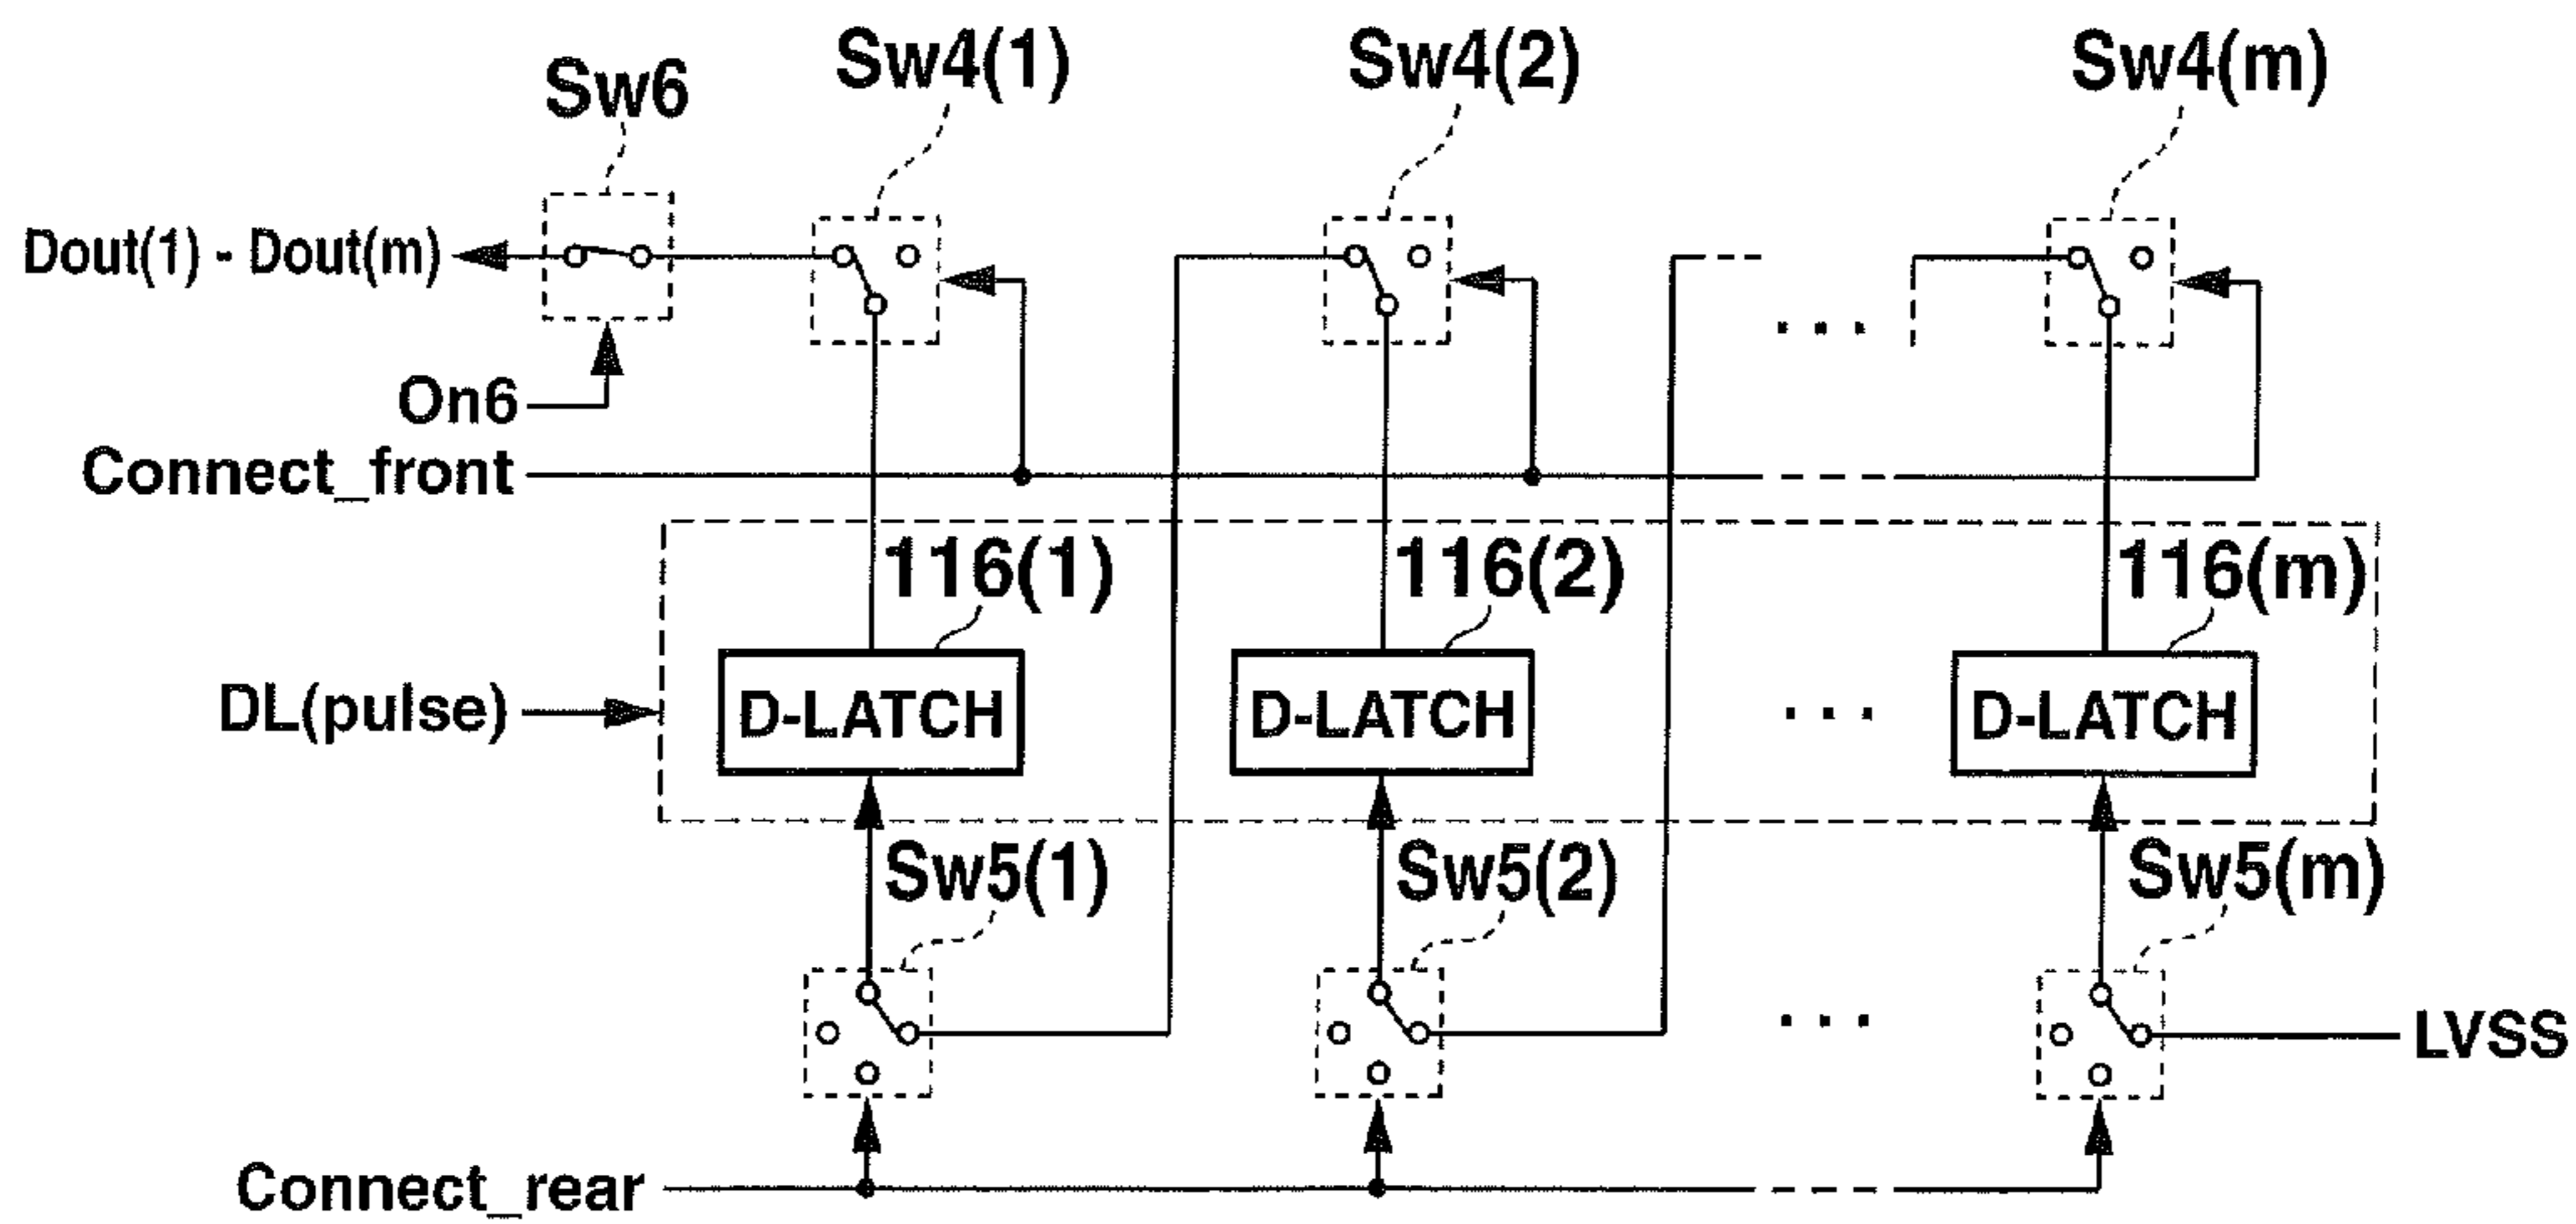 Sw6
Sw4(1)
Sw4(2)
Sw4(m)
Dout(1) - Dout(m)
. . .
On6
Connect_front
116(1)
116(2)
116(m)
DL(pulse)
D-LATCH
D-LATCH
. . .
D-LATCH
Sw5(1)
Sw5(2)
Sw5(m)
. . .
LVSS
Connect_rear